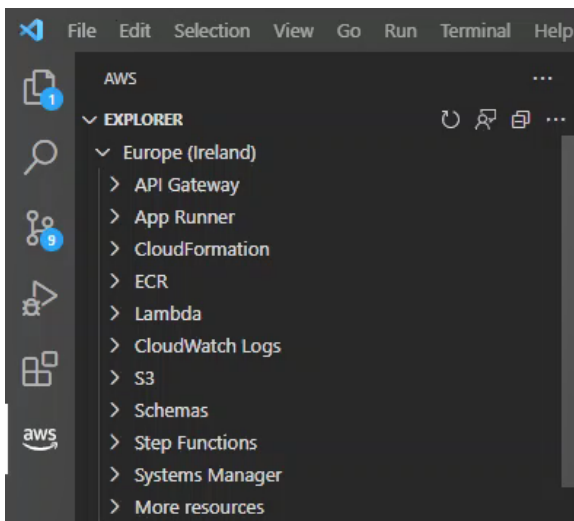 File Edit Selection View Go Run Terminal Help
AWS
EXPLORER
1
Europe (Ireland)
API Gateway
App Runner
9
CloudFormation
ECR
Lambda
CloudWatch Logs
S3
Schemas
aws
Step Functions
Systems Manager
More resources